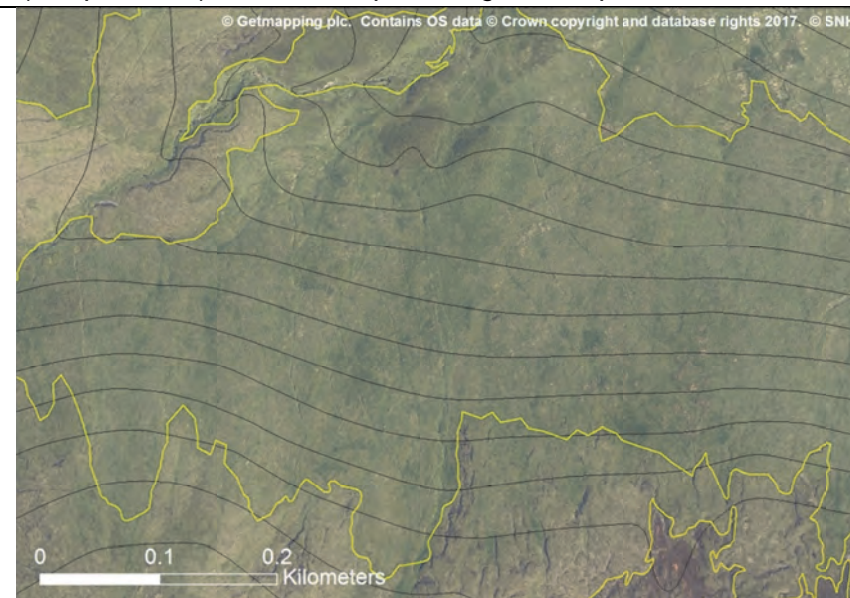 © Getmapping plc. Contains OS data © Crown copyright and database rights 2017. © SNH
0 0.1 0.2
Kilometers